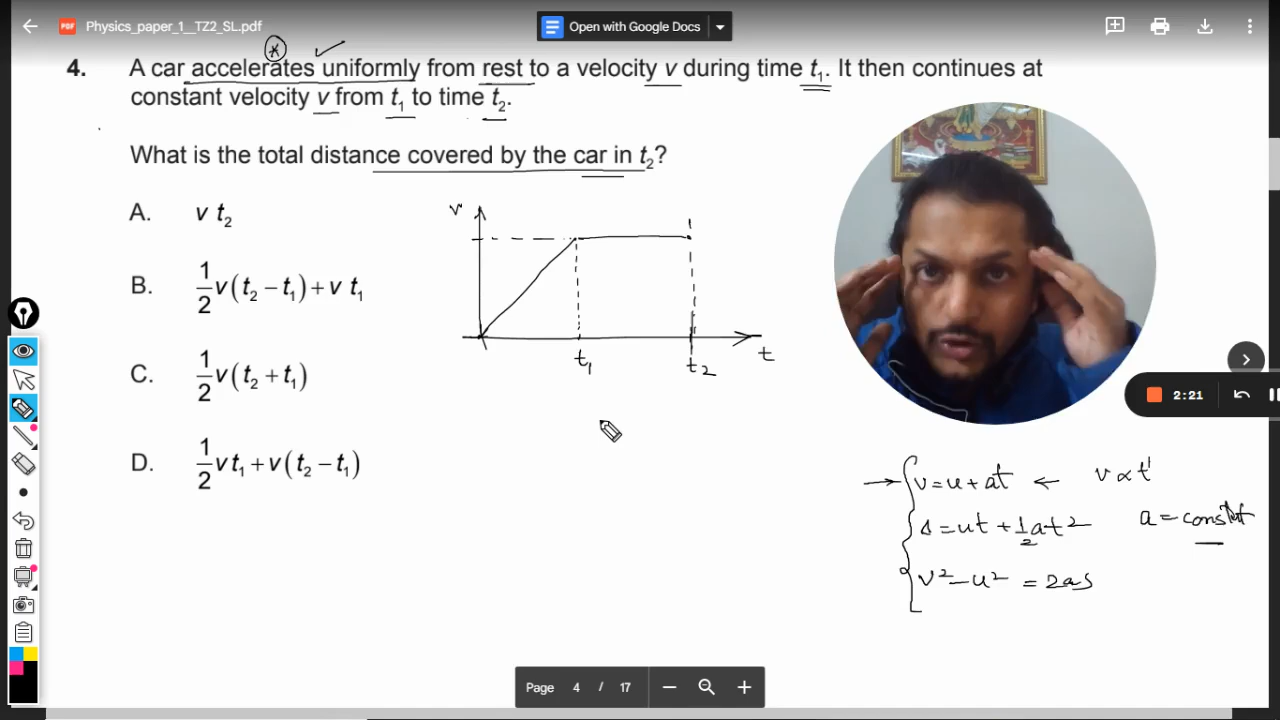 Physics_paper_1__TZ2_SL.pdf
Open with Google Docs
4. A car accelerates uniformly from rest to a velocity v during time t₁. It then continues at
constant velocity v from t₁ to time t₂.
What is the total distance covered by the car in t₂?
A. v t₂
B. 1/2 v(t₂ − t₁) + v t₁
C. 1/2 v(t₂ + t₁)
D. 1/2 v t₁ + v(t₂ − t₁)
v
t₁
t₂
t
2:21
v = u + at ← v ∝ t¹
s = ut + 1/2 at² a = constant
v² − u² = 2as
Page 4 / 17